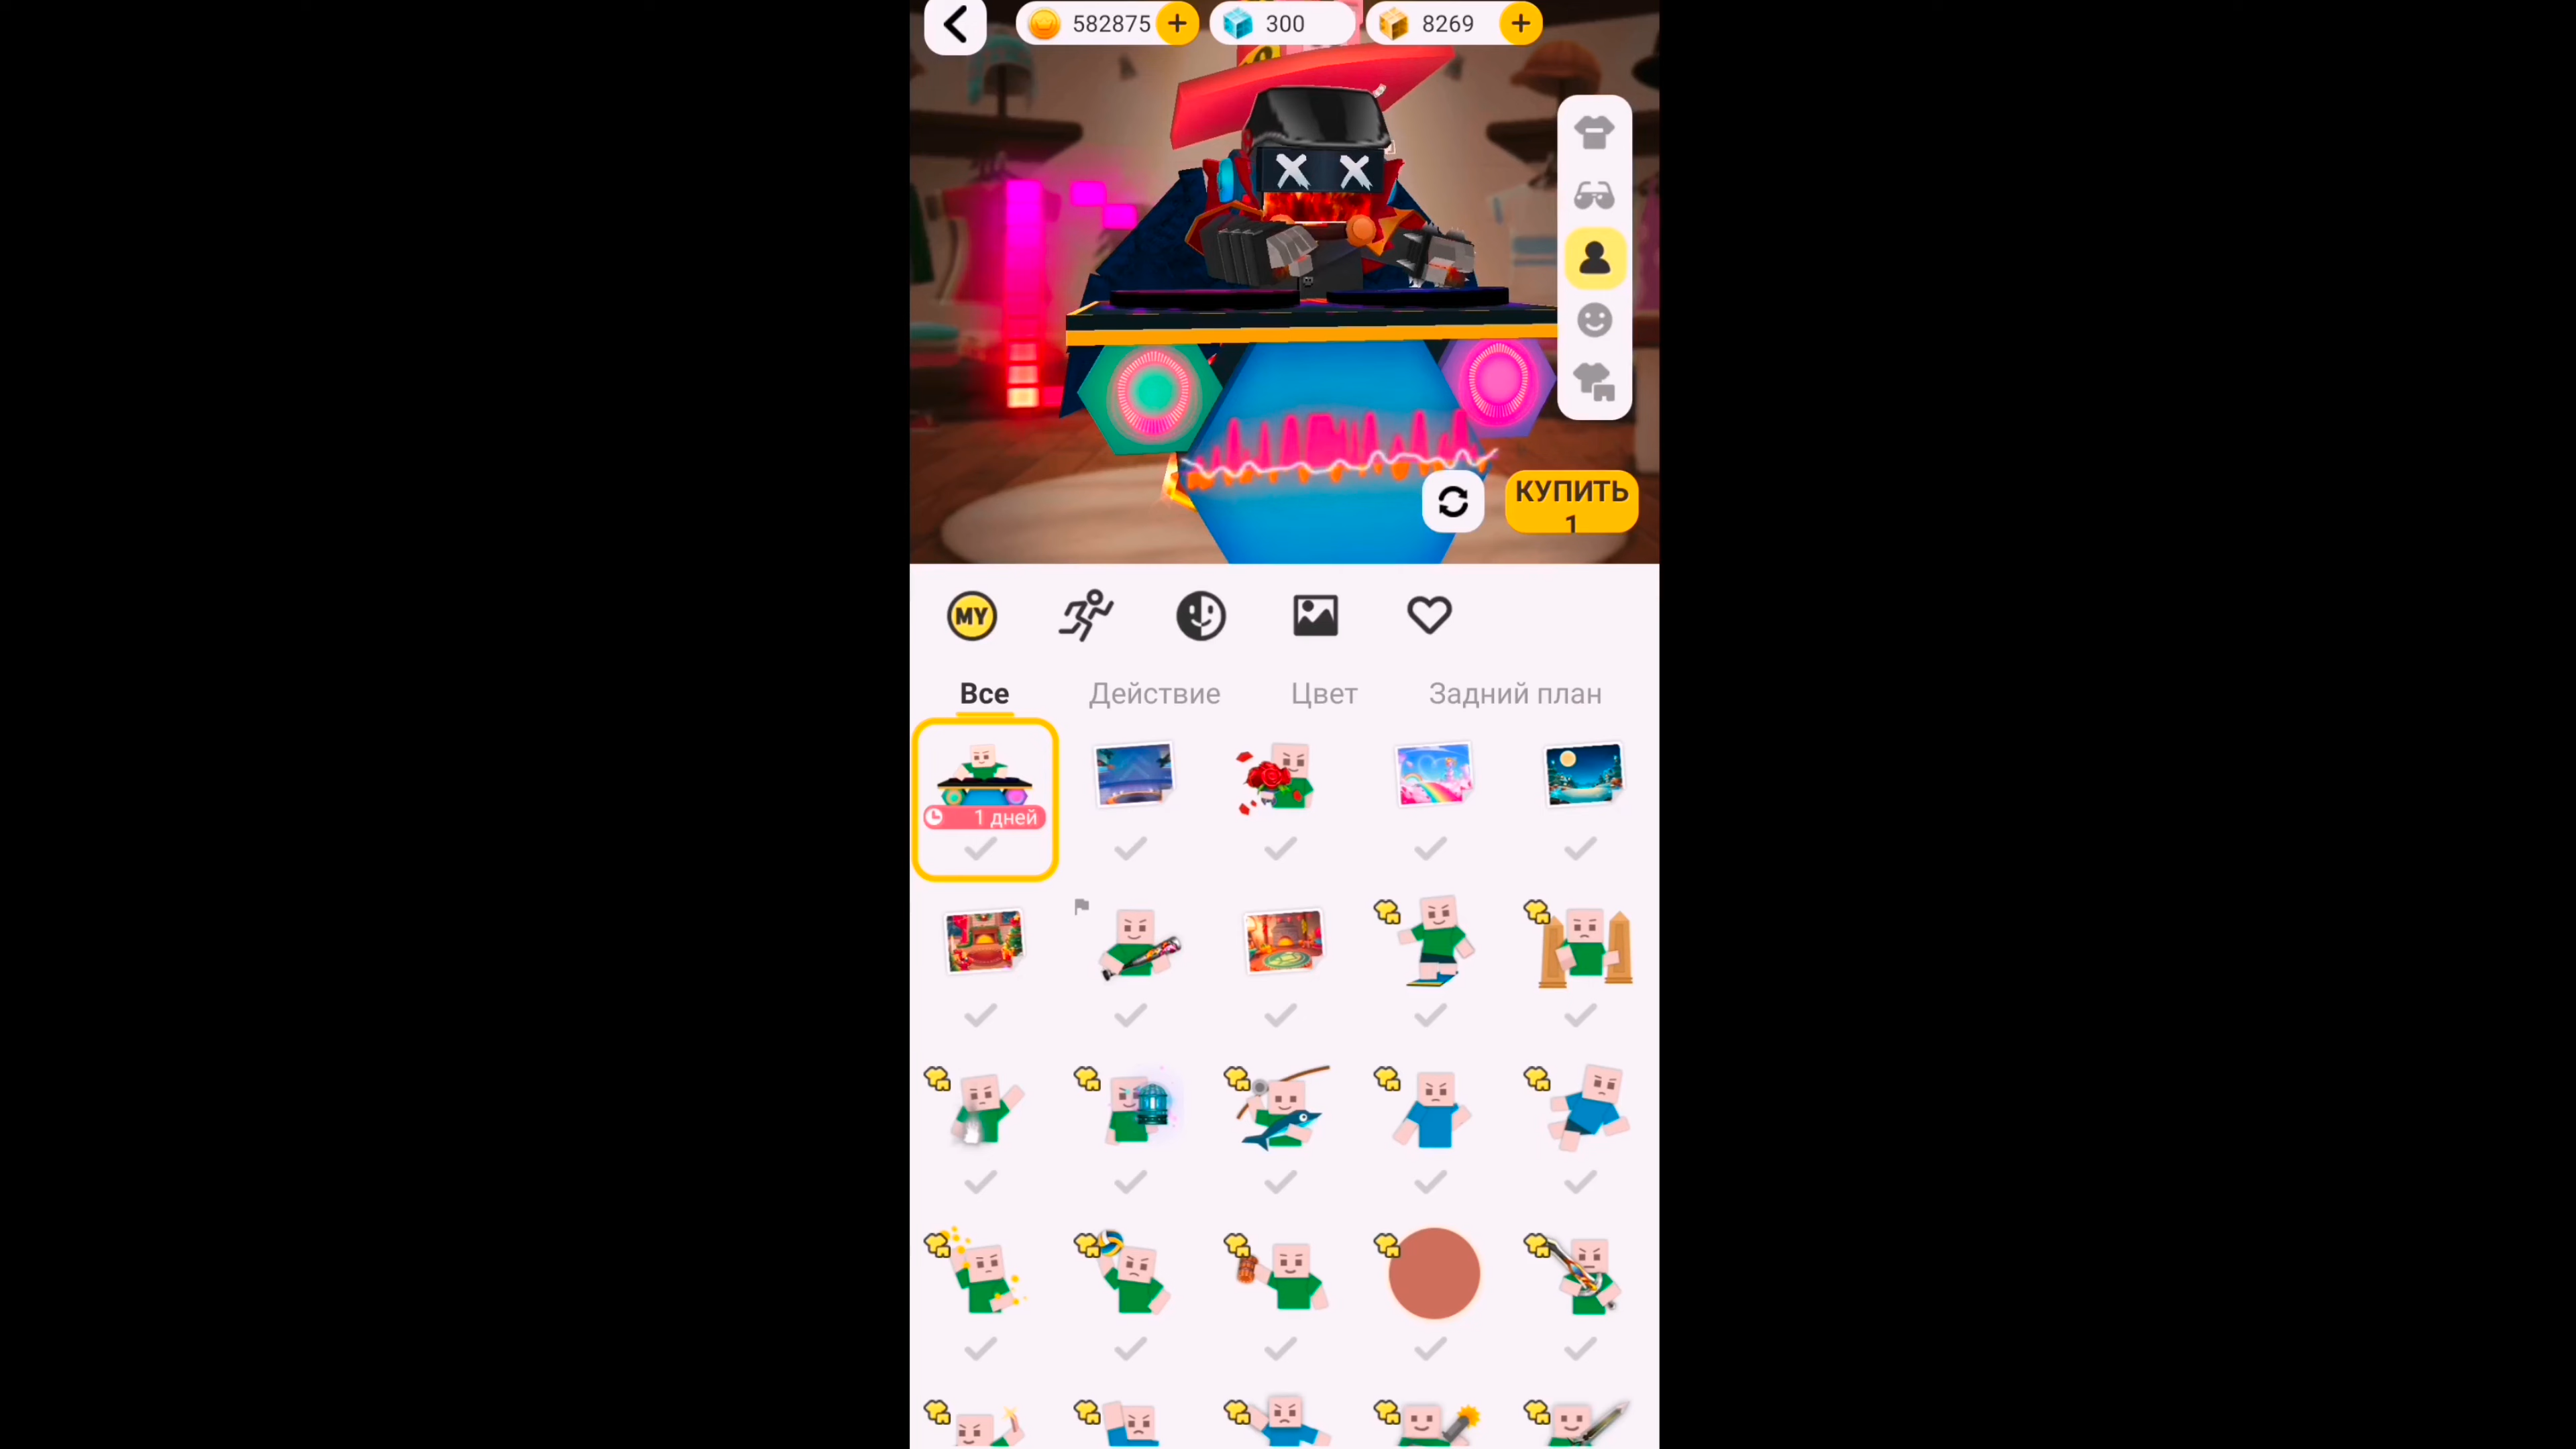 582875
300
8269
X X
КУПИТЬ
1
MY
Все
Действие
Цвет
Задний план
1 дней